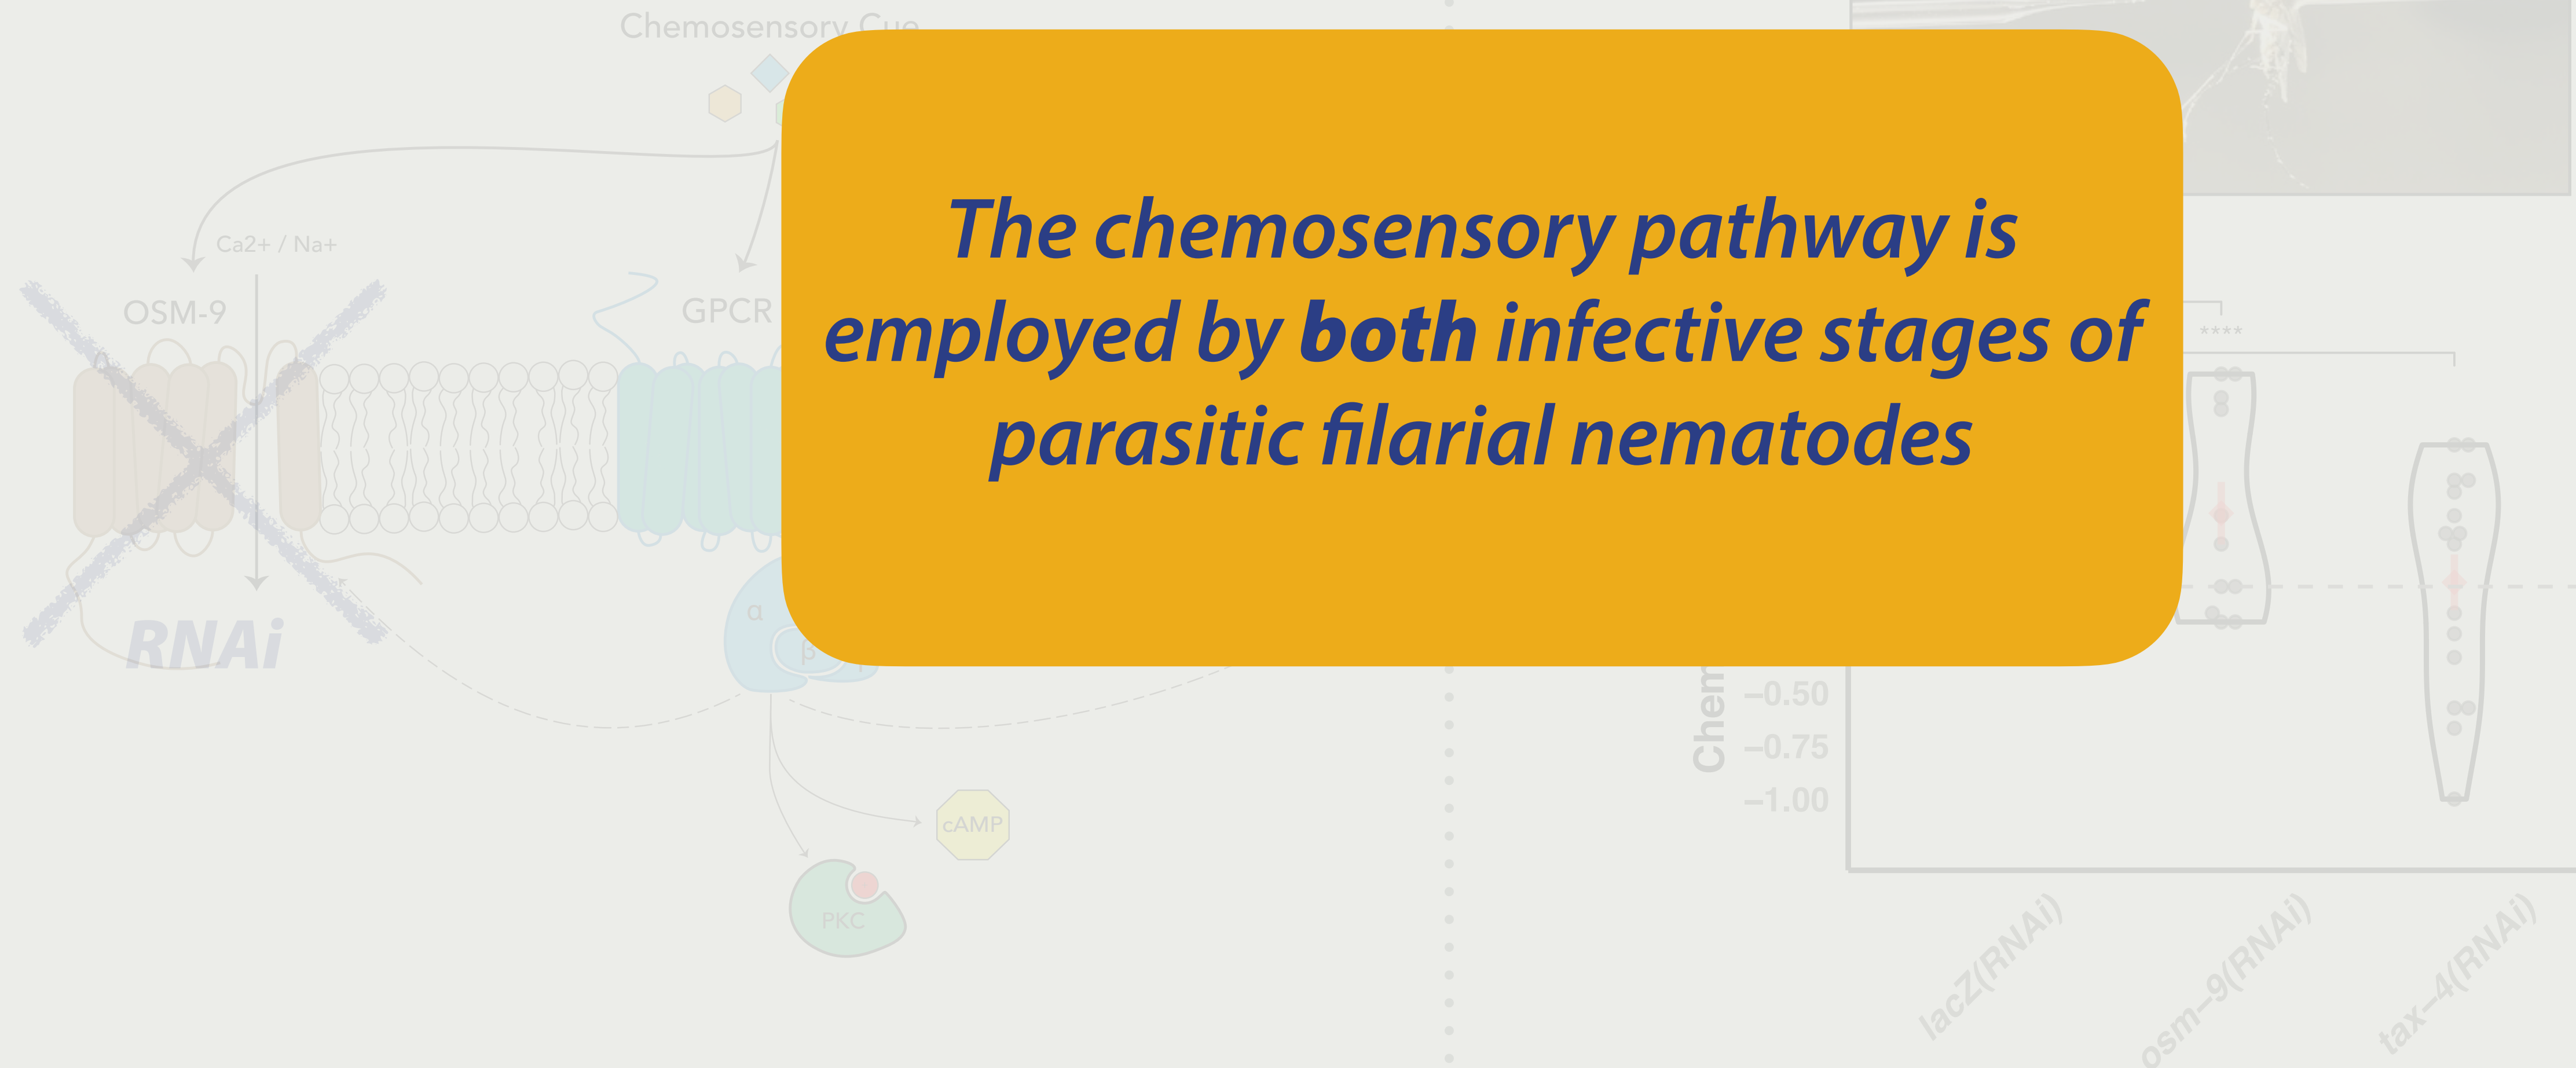 Chemosensory Cue
Ca2+ / Na+
OSM-9
GPCR
RNAi
α
β
cAMP
PKC
The chemosensory pathway is
employed by both infective stages of
parasitic filarial nematodes
****
Chem
–0.50
–0.75
–1.00
lacZ(RNAi)
osm–9(RNAi)
tax–4(RNAi)